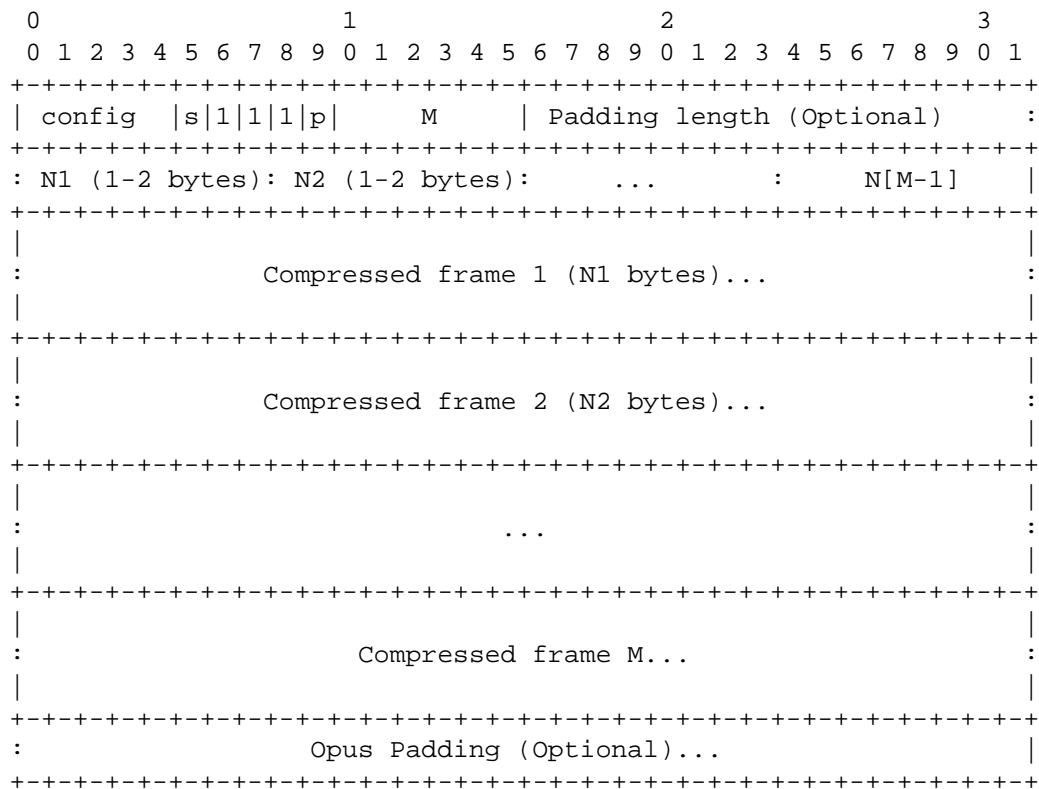 0                   1                   2                   3
 0 1 2 3 4 5 6 7 8 9 0 1 2 3 4 5 6 7 8 9 0 1 2 3 4 5 6 7 8 9 0 1
+-+-+-+-+-+-+-+-+-+-+-+-+-+-+-+-+-+-+-+-+-+-+-+-+-+-+-+-+-+-+-+-+
| config  |s|1|1|1|p|     M     | Padding length (Optional)     :
+-+-+-+-+-+-+-+-+-+-+-+-+-+-+-+-+-+-+-+-+-+-+-+-+-+-+-+-+-+-+-+-+
: N1 (1-2 bytes): N2 (1-2 bytes):     ...       :     N[M-1]    |
+-+-+-+-+-+-+-+-+-+-+-+-+-+-+-+-+-+-+-+-+-+-+-+-+-+-+-+-+-+-+-+-+
|                                                               |
:               Compressed frame 1 (N1 bytes)...                :
|                                                               |
+-+-+-+-+-+-+-+-+-+-+-+-+-+-+-+-+-+-+-+-+-+-+-+-+-+-+-+-+-+-+-+-+
|                                                               |
:               Compressed frame 2 (N2 bytes)...                :
|                                                               |
+-+-+-+-+-+-+-+-+-+-+-+-+-+-+-+-+-+-+-+-+-+-+-+-+-+-+-+-+-+-+-+-+
|                                                               |
:                              ...                              :
|                                                               |
+-+-+-+-+-+-+-+-+-+-+-+-+-+-+-+-+-+-+-+-+-+-+-+-+-+-+-+-+-+-+-+-+
|                                                               |
:                     Compressed frame M...                     :
|                                                               |
+-+-+-+-+-+-+-+-+-+-+-+-+-+-+-+-+-+-+-+-+-+-+-+-+-+-+-+-+-+-+-+-+
:                  Opus Padding (Optional)...                   |
+-+-+-+-+-+-+-+-+-+-+-+-+-+-+-+-+-+-+-+-+-+-+-+-+-+-+-+-+-+-+-+-+